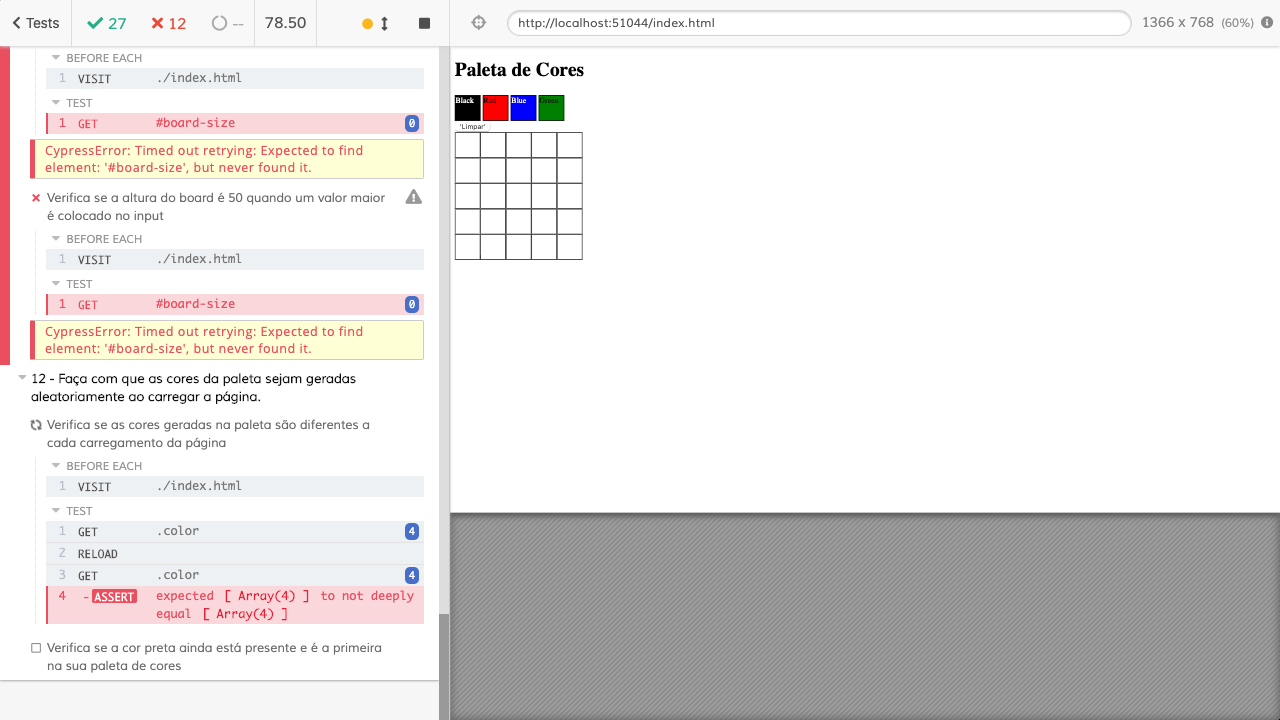 Tests
27
12
--
78.50
http://localhost:51044/index.html
1366 x 768 (60%)
BEFORE EACH
1 VISIT ./index.html
TEST
1 GET #board-size 0
CypressError: Timed out retrying: Expected to find
element: '#board-size', but never found it.
Verifica se a altura do board é 50 quando um valor maior
é colocado no input
BEFORE EACH
1 VISIT ./index.html
TEST
1 GET #board-size 0
CypressError: Timed out retrying: Expected to find
element: '#board-size', but never found it.
12 - Faça com que as cores da paleta sejam geradas
aleatoriamente ao carregar a página.
Verifica se as cores geradas na paleta são diferentes a
cada carregamento da página
BEFORE EACH
1 VISIT ./index.html
TEST
1 GET .color 4
2 RELOAD
3 GET .color 4
4 -ASSERT expected [ Array(4) ] to not deeply
equal [ Array(4) ]
Verifica se a cor preta ainda está presente e é a primeira
na sua paleta de cores
Paleta de Cores
Black Red Blue Green
'Limpar'